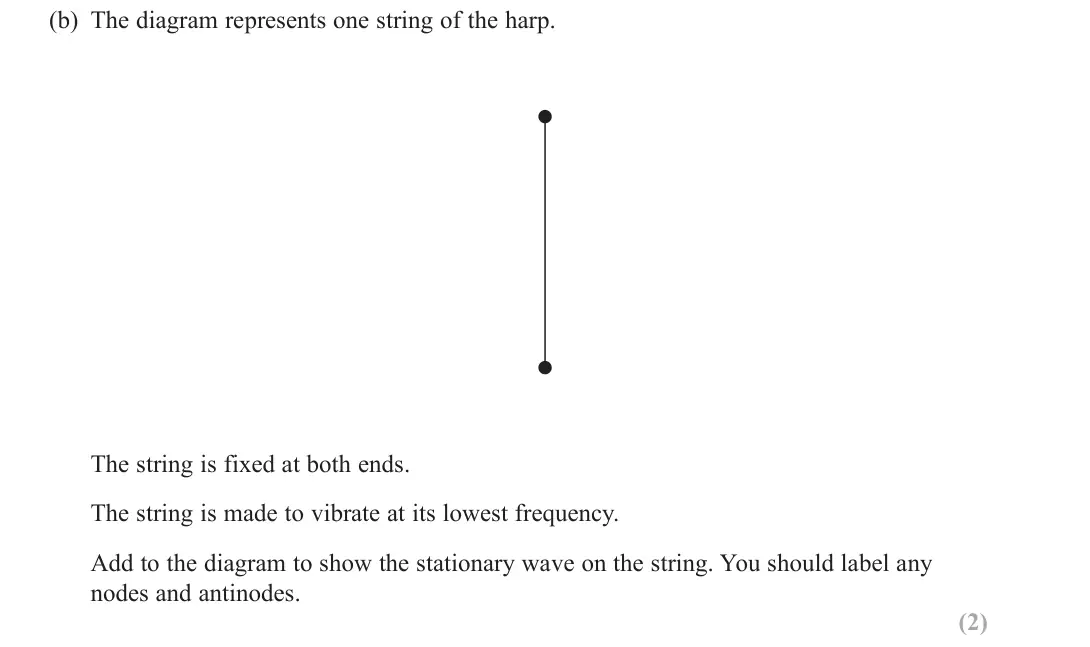 (b) The diagram represents one string of the harp.
The string is fixed at both ends.
The string is made to vibrate at its lowest frequency.
Add to the diagram to show the stationary wave on the string. You should label any
nodes and antinodes.
(2)